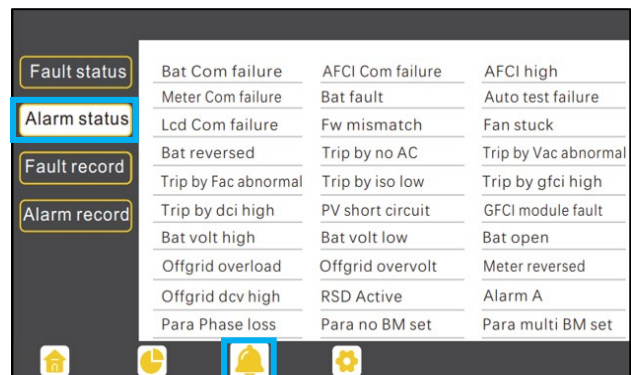 Fault status
Alarm status
Fault record
Alarm record
Bat Com failure AFCI Com failure AFCI high
Meter Com failure Bat fault Auto test failure
Lcd Com failure Fw mismatch Fan stuck
Bat reversed Trip by no AC Trip by Vac abnormal
Trip by Fac abnormal Trip by iso low Trip by gfci high
Trip by dci high PV short circuit GFCI module fault
Bat volt high Bat volt low Bat open
Offgrid overload Offgrid overvolt Meter reversed
Offgrid dcv high RSD Active Alarm A
Para Phase loss Para no BM set Para multi BM set